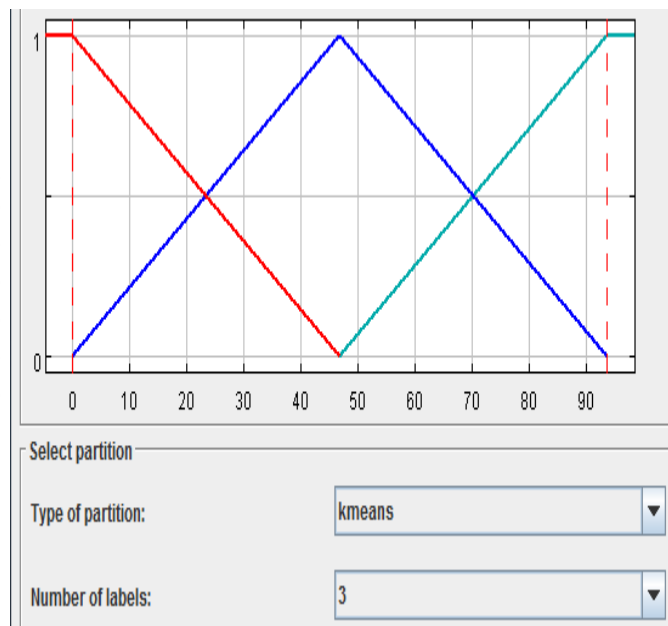 1
0
0 10 20 30 40 50 60 70 80 90
Select partition
Type of partition: kmeans
Number of labels: 3